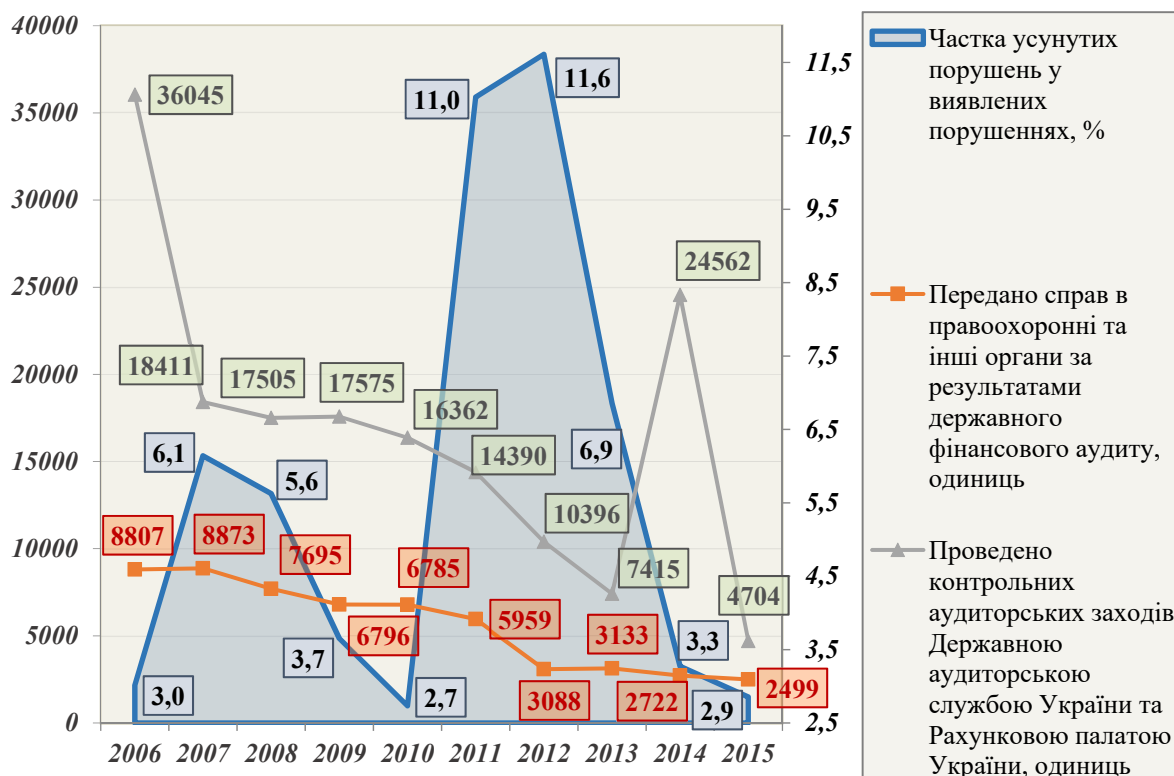 40000
35000
30000
25000
20000
15000
10000
5000
0
36045
18411
17505
17575
16362
14390
10396
7415
24562
4704
6,1
5,6
3,0
3,7
2,7
11,0
11,6
6,9
3,3
2,9
8807
8873
7695
6796
6785
5959
3088
3133
2722
2499
11,5
10,5
9,5
8,5
7,5
6,5
5,5
4,5
3,5
2,5
2006 2007 2008 2009 2010 2011 2012 2013 2014 2015
Частка усунутих
порушень у
виявлених
порушеннях, %
Передано справ в
правоохоронні та
інші органи за
результатами
державного
фінансового аудиту,
одиниць
Проведено
контрольних
аудиторських заходів
Державною
аудиторською
службою України та
Рахунковою палатою
України, одиниць